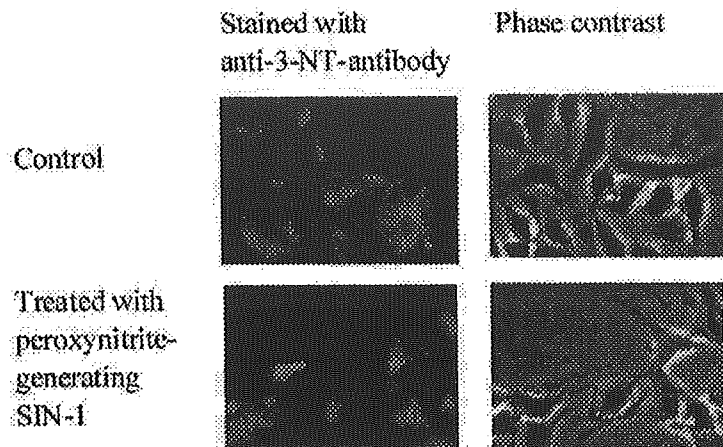 Stained with
anti-3-NT-antibody
Phase contrast
Control
Treated with
peroxynitrite-
generating
SIN-1